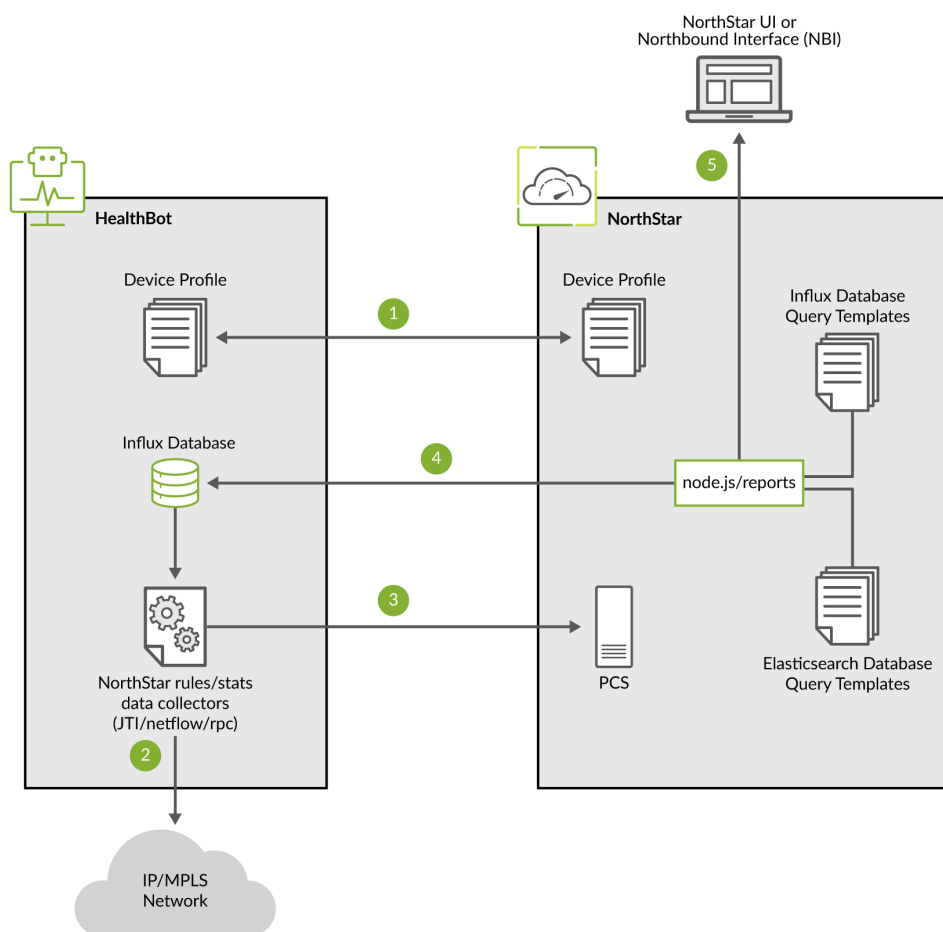 NorthStar UI or
Northbound Interface (NBI)
5
HealthBot
NorthStar
Device Profile
1
Device Profile
Influx Database
Query Templates
Influx Database
4
node.js/reports
3
NorthStar rules/stats
data collectors
(JTI/netflow/rpc)
PCS
Elasticsearch Database
Query Templates
2
IP/MPLS
Network